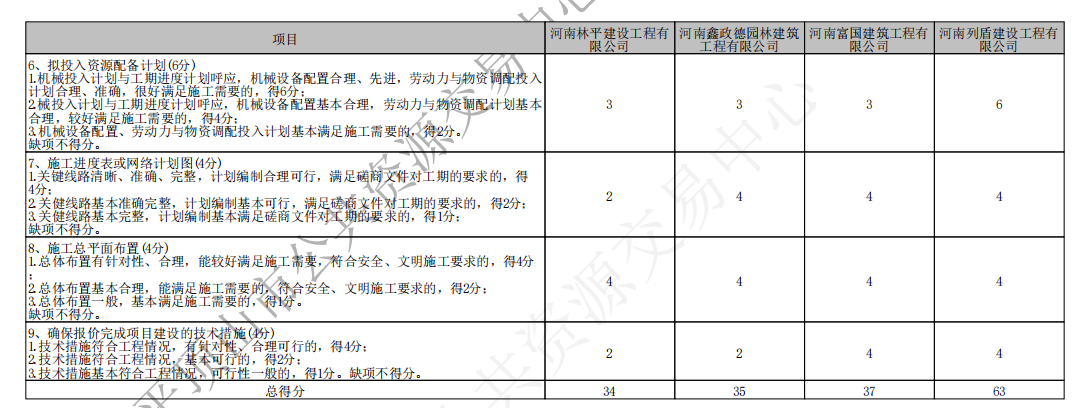 项目
河南林平建设工程有
限公司
河南鑫政德园林建筑
工程有限公司
河南富国建筑工程有
限公司
河南列盾建设工程有
限公司
6、拟投入资源配备计划(6分)
1.机械投入计划与工期进度计划呼应，机械设备配置合理、先进，劳动力与物资调配投入
计划合理、准确，很好满足施工需要的，得6分；
2.械投入计划与工期进度计划呼应，机械设备配置基本合理，劳动力与物资调配计划基本
合理，较好满足施工需要的，得4分；
3.机械设备配置、劳动力与物资调配投入计划基本满足施工需要的，得2分。
缺项不得分。
3
3
3
6
7、施工进度表或网络计划图(4分)
1.关键线路清晰、准确、完整，计划编制合理可行，满足磋商文件对工期的要求的，得
4分；
2.关健线路基本准确完整，计划编制基本可行，满足磋商文件对工期的要求的，得2分；
3.关健线路基本完整，计划编制基本满足磋商文件对工期的要求的，得1分；
缺项不得分。
2
4
4
4
8、施工总平面布置(4分)
1.总体布置有针对性、合理，能较好满足施工需要，符合安全、文明施工要求的，得4分
；
2.总体布置基本合理，能满足施工需要的，符合安全、文明施工要求的，得2分；
3.总体布置一般，基本满足施工需要的，得1分。
缺项不得分。
4
4
4
4
9、确保报价完成项目建设的技术措施(4分)
1.技术措施符合工程情况，有针对性、合理可行的，得4分；
2.技术措施符合工程情况，基本可行的，得2分；
3.技术措施基本符合工程情况，可行性一般的，得1分。缺项不得分。
2
2
4
4
总得分
34
35
37
63
平顶山市公共资源交易中心
共资源交易中心